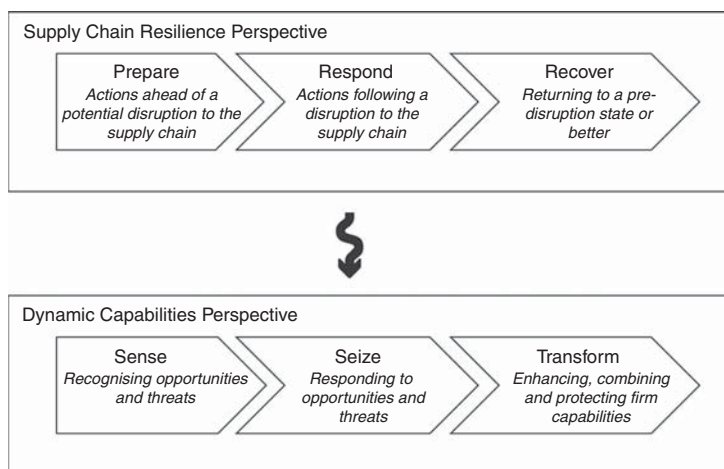 Supply Chain Resilience Perspective
Prepare
Actions ahead of a
potential disruption to the
supply chain
Respond
Actions following a
disruption to the
supply chain
Recover
Returning to a pre-
disruption state or
better
Dynamic Capabilities Perspective
Sense
Recognising opportunities
and threats
Seize
Responding to
opportunities and
threats
Transform
Enhancing, combining
and protecting firm
capabilities